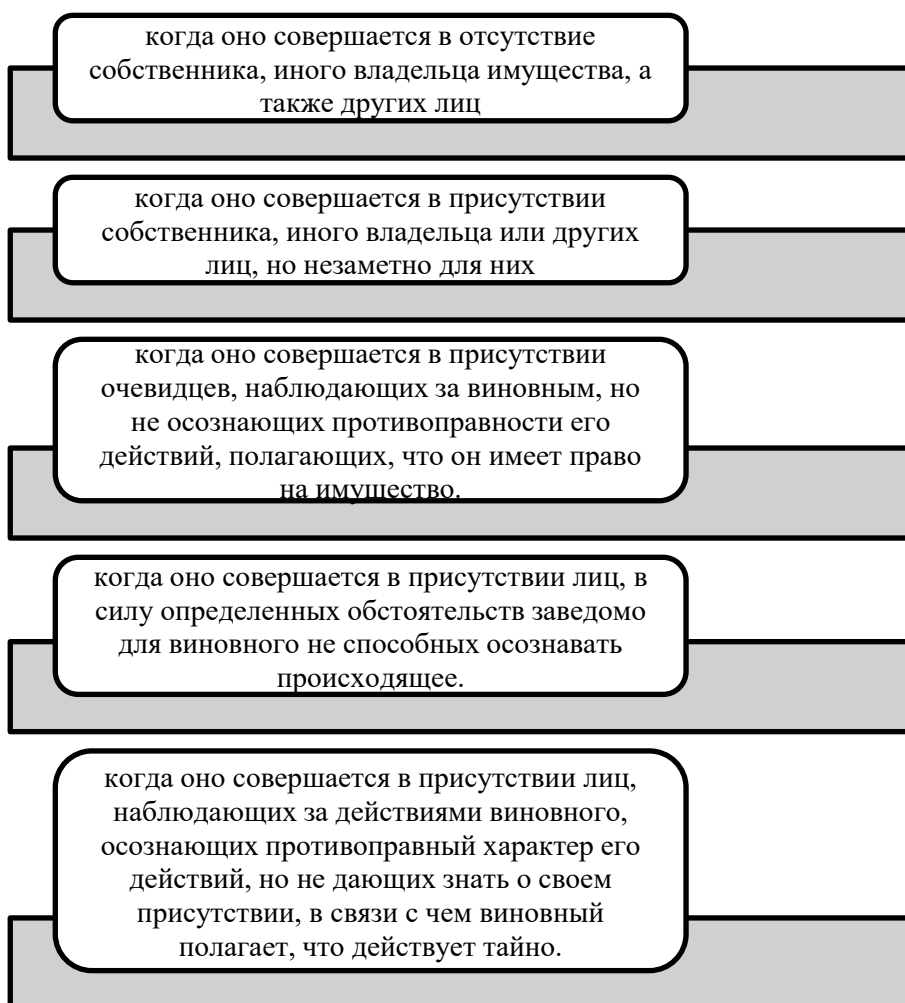 когда оно совершается в отсутствие
собственника, иного владельца имущества, а
также других лиц
когда оно совершается в присутствии
собственника, иного владельца или других
лиц, но незаметно для них
когда оно совершается в присутствии
очевидцев, наблюдающих за виновным, но
не осознающих противоправности его
действий, полагающих, что он имеет право
на имущество.
когда оно совершается в присутствии лиц, в
силу определенных обстоятельств заведомо
для виновного не способных осознавать
происходящее.
когда оно совершается в присутствии лиц,
наблюдающих за действиями виновного,
осознающих противоправный характер его
действий, но не дающих знать о своем
присутствии, в связи с чем виновный
полагает, что действует тайно.